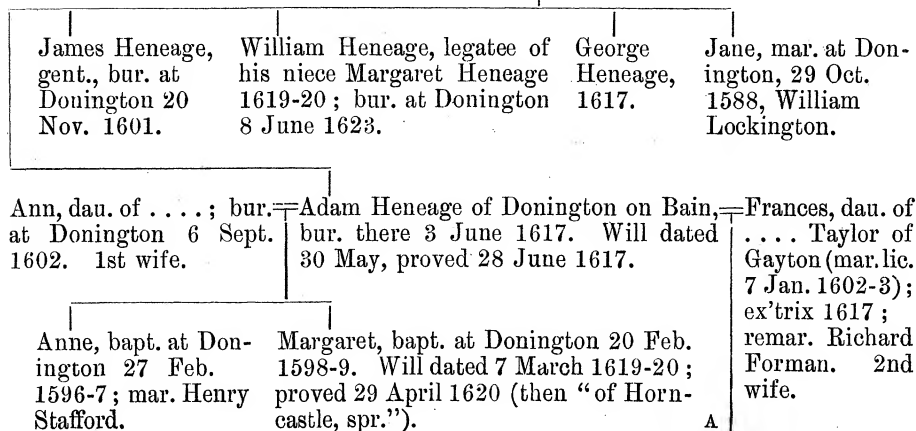 James Heneage,
gent., bur. at
Donington 20
Nov. 1601.
William Heneage, legatee of
his niece Margaret Heneage
1619-20 ; bur. at Donington
8 June 1623.
George
Heneage,
1617.
Jane, mar. at Don-
ington, 29 Oct.
1588, William
Lockington.
Ann, dau. of . . . . ; bur.
at Donington 6 Sept.
1602. 1st wife.
Adam Heneage of Donington on Bain,
bur. there 3 June 1617. Will dated
30 May, proved 28 June 1617.
Frances, dau. of
. . . . Taylor of
Gayton (mar. lic.
7 Jan. 1602-3) ;
ex'trix 1617 ;
remar. Richard
Forman. 2nd
wife.
Anne, bapt. at Don-
ington 27 Feb.
1596-7 ; mar. Henry
Stafford.
Margaret, bapt. at Donington 20 Feb.
1598-9. Will dated 7 March 1619-20 ;
proved 29 April 1620 (then "of Horn-
castle, spr.").
A